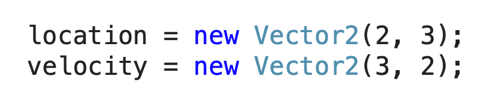 location = new Vector2(2, 3);
velocity = new Vector2(3, 2);